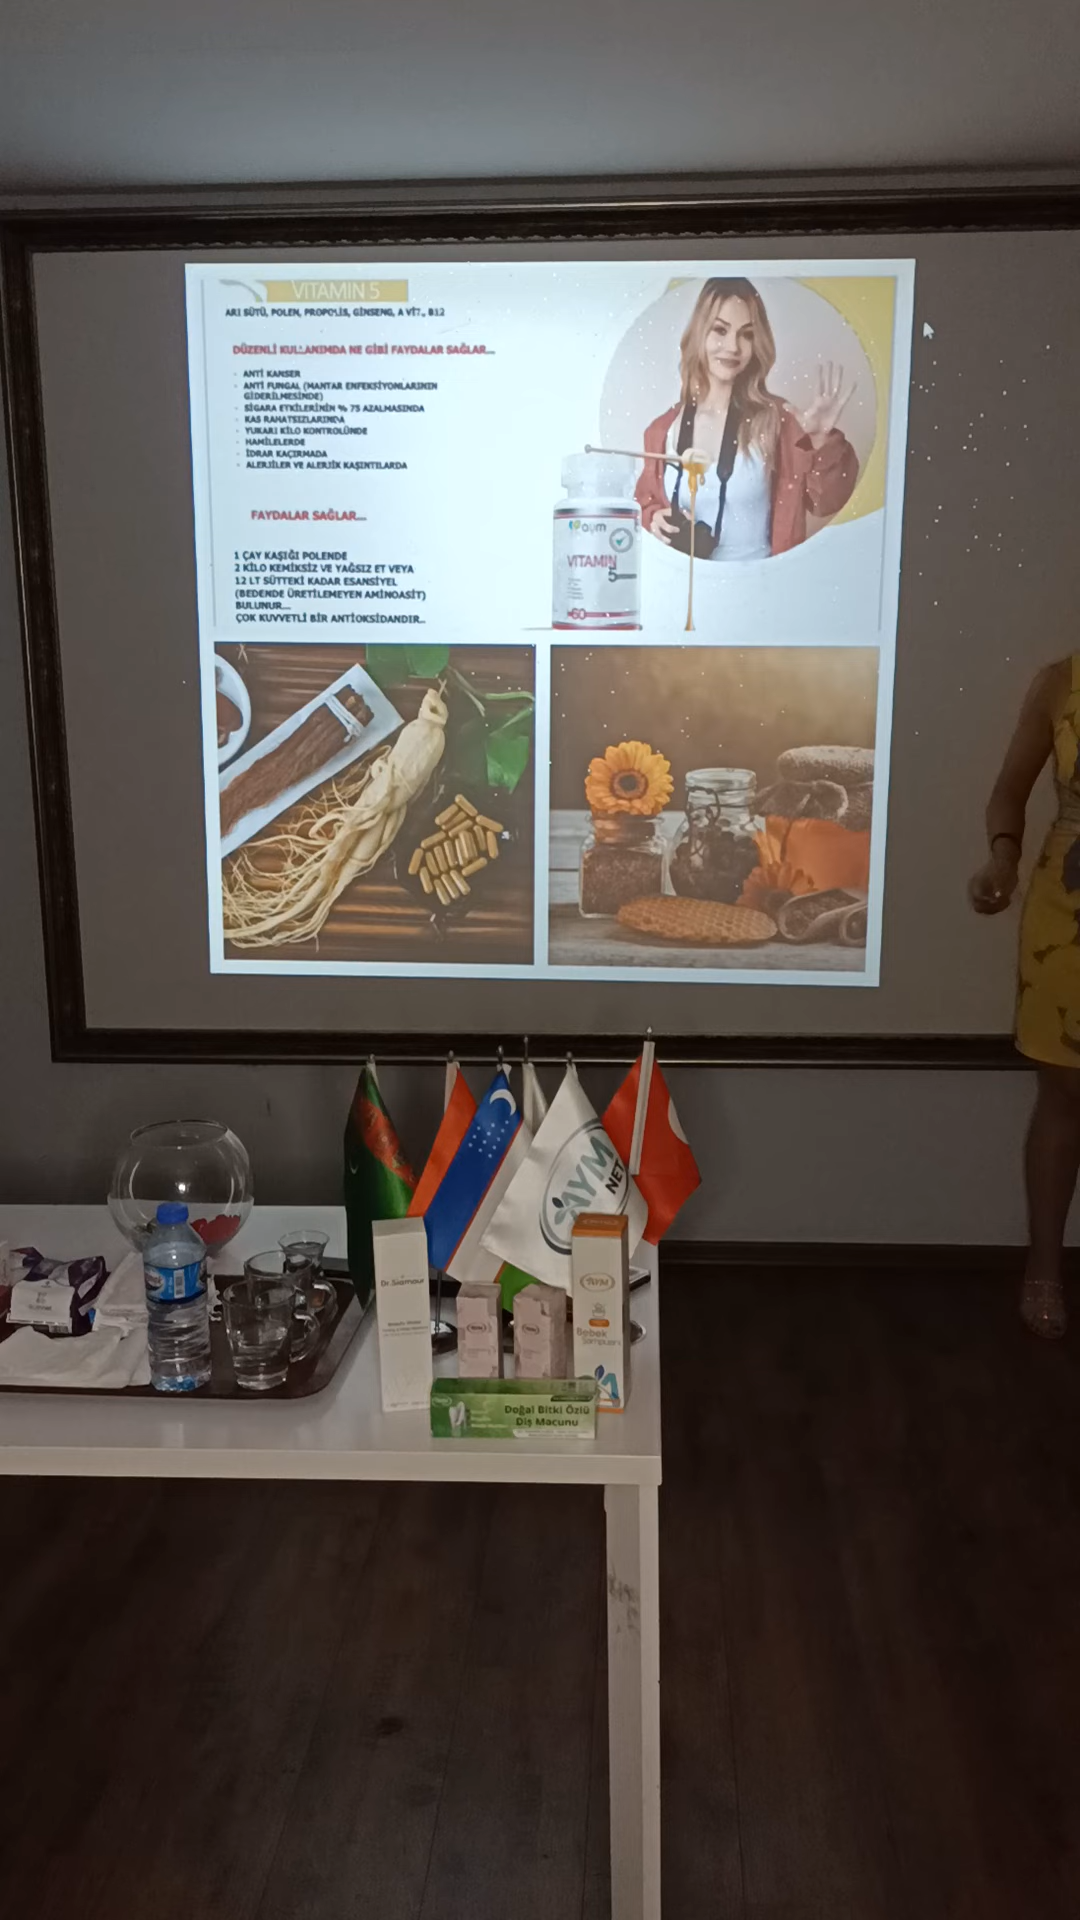 VITAMIN 5
ARI SÜTÜ, POLEN, PROPOLİS, GİNSENG, A VİT., B12
DÜZENLİ KULLANIMDA NE GİBİ FAYDALAR SAĞLAR...
ANTİ KANSER
ANTİ FUNGAL (MANTAR ENFEKSİYONLARININ
GİDERİLMESİNDE)
SİGARA ETKİLERİNİN % 75 AZALMASINDA
KAS RAHATSIZLARINDA
YUKARI KİLO KONTROLÜNDE
HAMİLELERDE
İDRAR KAÇIRMADA
ALERJİLER VE ALERJİK KAŞINTILARDA
FAYDALAR SAĞLAR...
1 ÇAY KAŞIĞI POLENDE
2 KİLO KEMİKSİZ VE YAĞSIZ ET VEYA
12 LT SÜTTEKİ KADAR ESANSİYEL
(BEDENDE ÜRETİLEMEYEN AMİNOASİT)
BULUNUR...
ÇOK KUVVETLİ BİR ANTİOKSİDANDIR..
aym
VITAMIN
5
60
AYM
NET
Dr. Siamour
AYM
Bebek
Şampuanı
Doğal Bitki Özlü
Diş Macunu